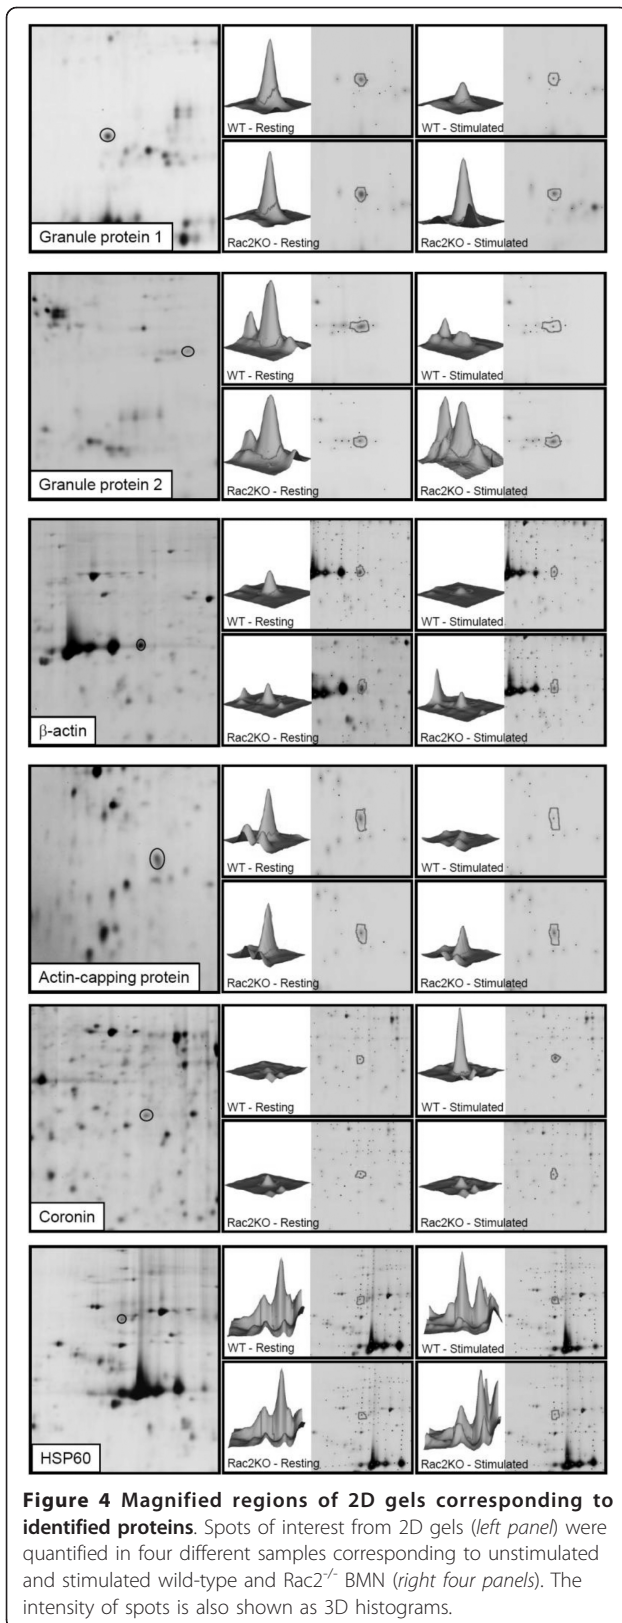 WT - Resting
WT - Stimulated
Granule protein 1
Rac2KO - Resting
Rac2KO - Stimulated
WT - Resting
WT - Stimulated
Granule protein 2
Rac2KO - Resting
Rac2KO - Stimulated
WT - Resting
WT - Stimulated
β-actin
Rac2KO - Resting
Rac2KO - Stimulated
WT - Resting
WT - Stimulated
Actin-capping protein
Rac2KO - Resting
Rac2KO - Stimulated
WT - Resting
WT - Stimulated
Coronin
Rac2KO - Resting
Rac2KO - Stimulated
WT - Resting
WT - Stimulated
HSP60
Rac2KO - Resting
Rac2KO - Stimulated
Figure 4 Magnified regions of 2D gels corresponding to
identified proteins. Spots of interest from 2D gels (left panel) were
quantified in four different samples corresponding to unstimulated
and stimulated wild-type and Rac2-/- BMN (right four panels). The
intensity of spots is also shown as 3D histograms.